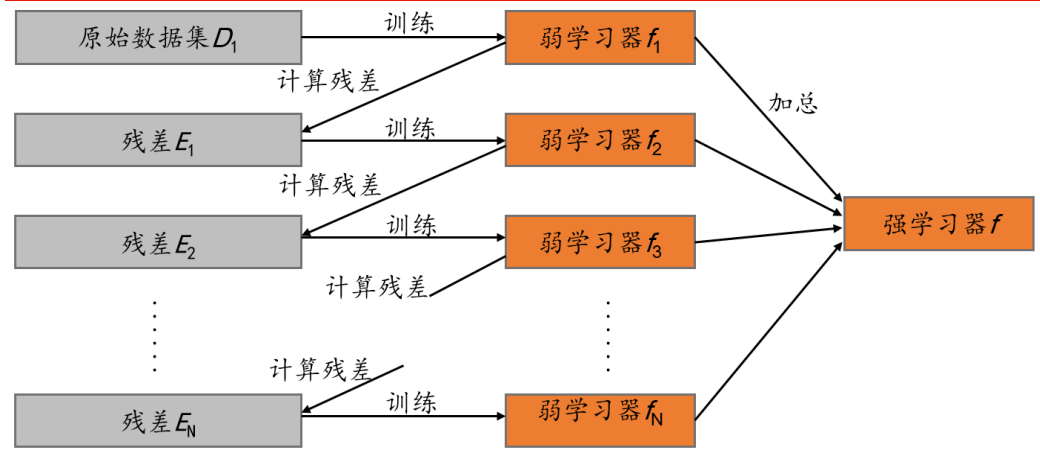 原始数据集D1
训练
弱学习器f1
计算残差
加总
残差E1
训练
弱学习器f2
计算残差
强学习器f
残差E2
训练
弱学习器f3
计算残差
计算残差
残差EN
训练
弱学习器fN